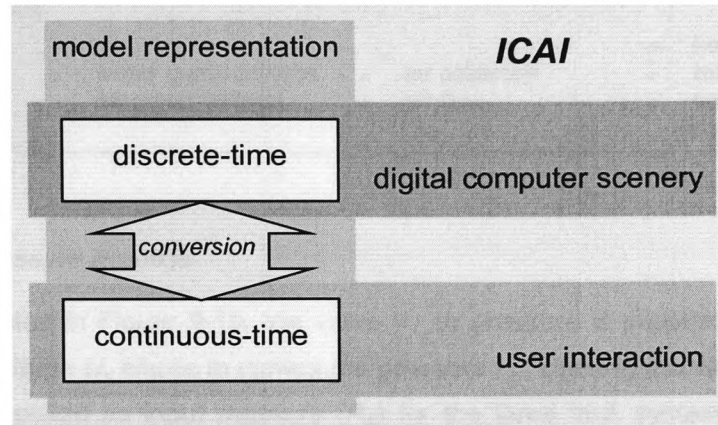 model representation
ICAI
discrete-time
digital computer scenery
conversion
continuous-time
user interaction